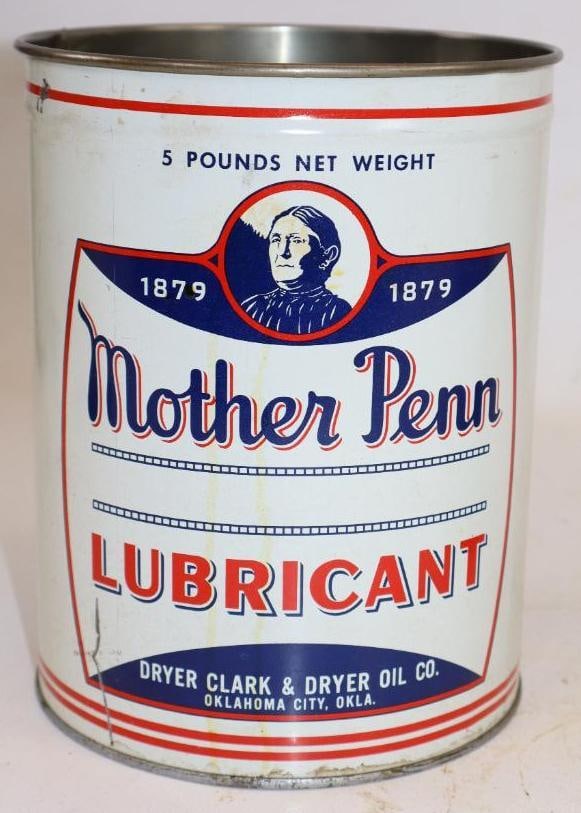 5 POUNDS NET WEIGHT
1879 1879
Mother Penn
LUBRICANT
DRYER CLARK & DRYER OIL CO.
OKLAHOMA CITY, OKLA.